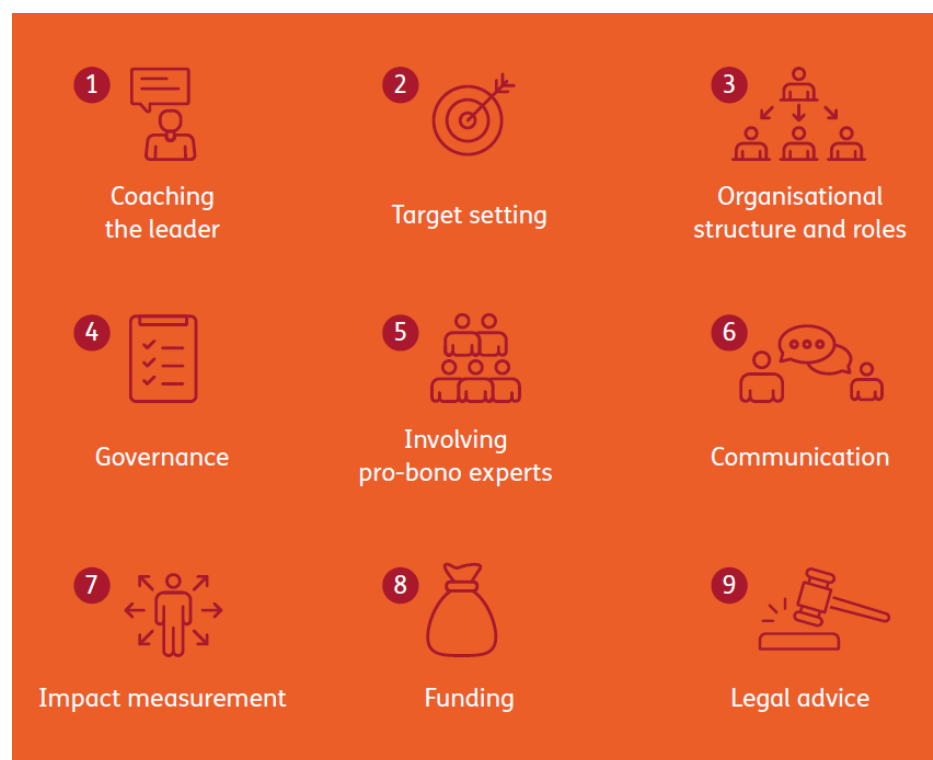 1
Coaching
the leader
2
Target setting
3
Organisational
structure and roles
4
Governance
5
Involving
pro-bono experts
6
Communication
7
Impact measurement
8
Funding
9
Legal advice